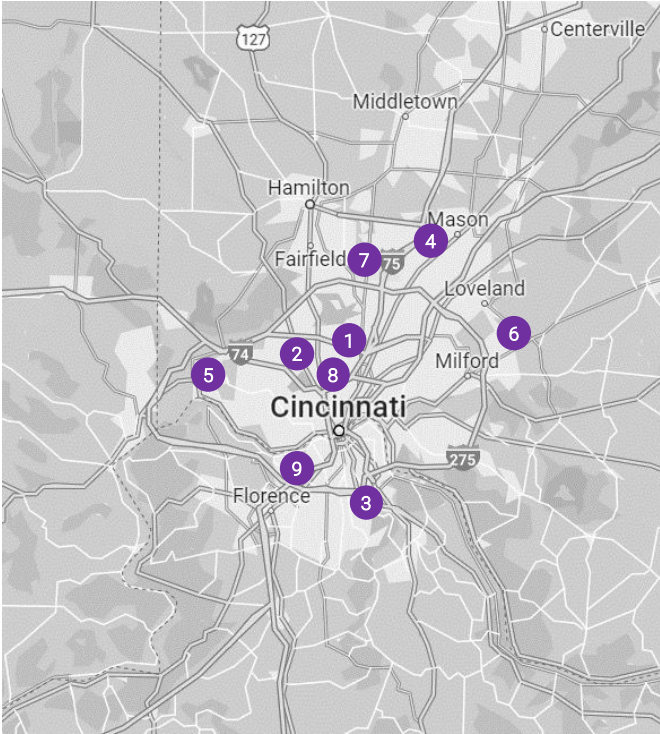 Centerville
127
Middletown
Hamilton
Mason
4
Fairfield
7
75
Loveland
6
1
74
2
Milford
5
8
Cincinnati
275
9
Florence
3